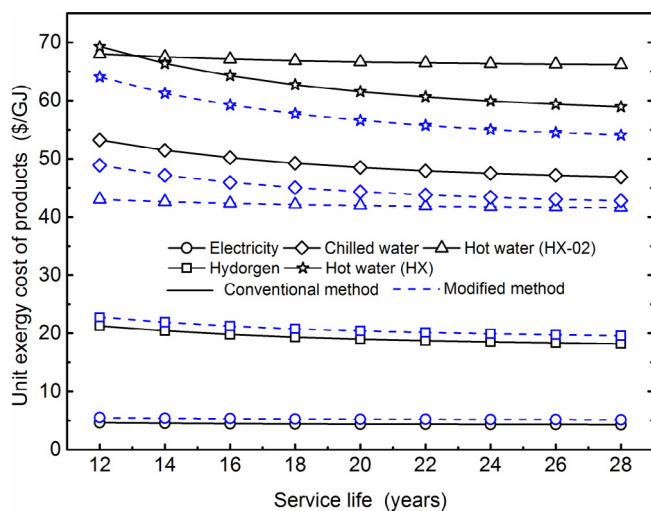 Unit exergy cost of products ($/GJ)
70
60
50
40
30
20
10
0
Electricity Chilled water Hot water (HX-02)
Hydorgen Hot water (HX)
Conventional method Modified method
12 14 16 18 20 22 24 26 28
Service life (years)